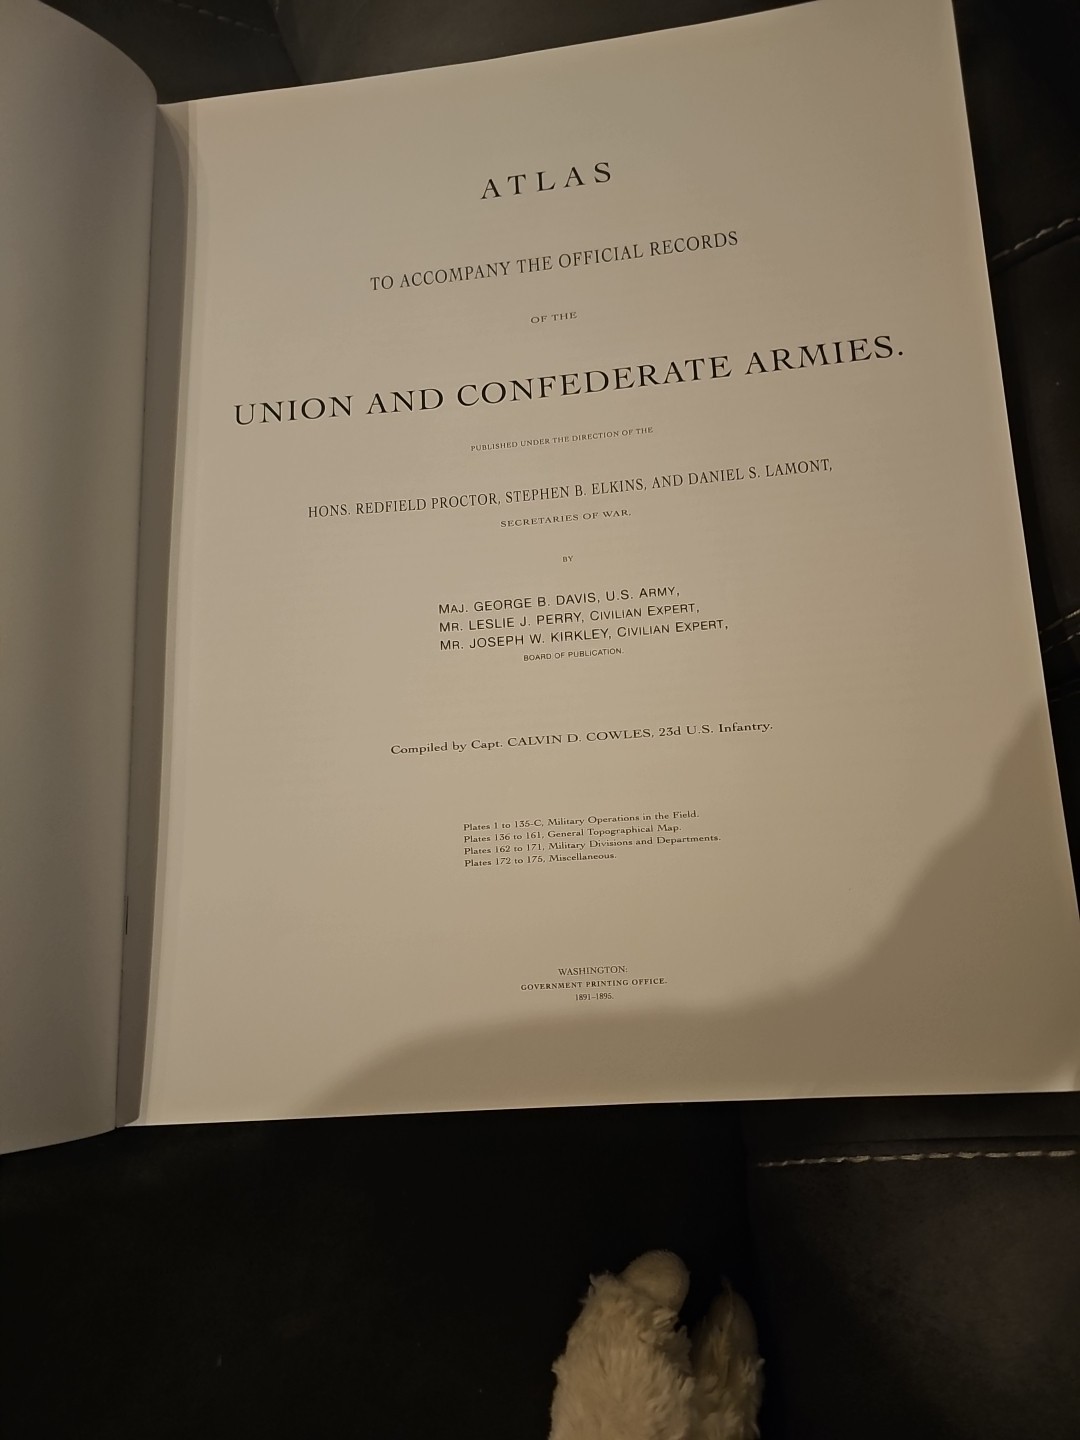 ATLAS
TO ACCOMPANY THE OFFICIAL RECORDS
OF THE
UNION AND CONFEDERATE ARMIES.
PUBLISHED UNDER THE DIRECTION OF THE
HONS. REDFIELD PROCTOR, STEPHEN B. ELKINS, AND DANIEL S. LAMONT,
SECRETARIES OF WAR,
BY
MAJ. GEORGE B. DAVIS, U.S. ARMY,
MR. LESLIE J. PERRY, CIVILIAN EXPERT,
MR. JOSEPH W. KIRKLEY, CIVILIAN EXPERT,
BOARD OF PUBLICATION.
Compiled by Capt. CALVIN D. COWLES, 23d U.S. Infantry.
Plates 1 to 135-C, Military Operations in the Field.
Plates 136 to 161, General Topographical Map.
Plates 162 to 171, Military Divisions and Departments.
Plates 172 to 175, Miscellaneous.
WASHINGTON:
GOVERNMENT PRINTING OFFICE.
1891–1895.